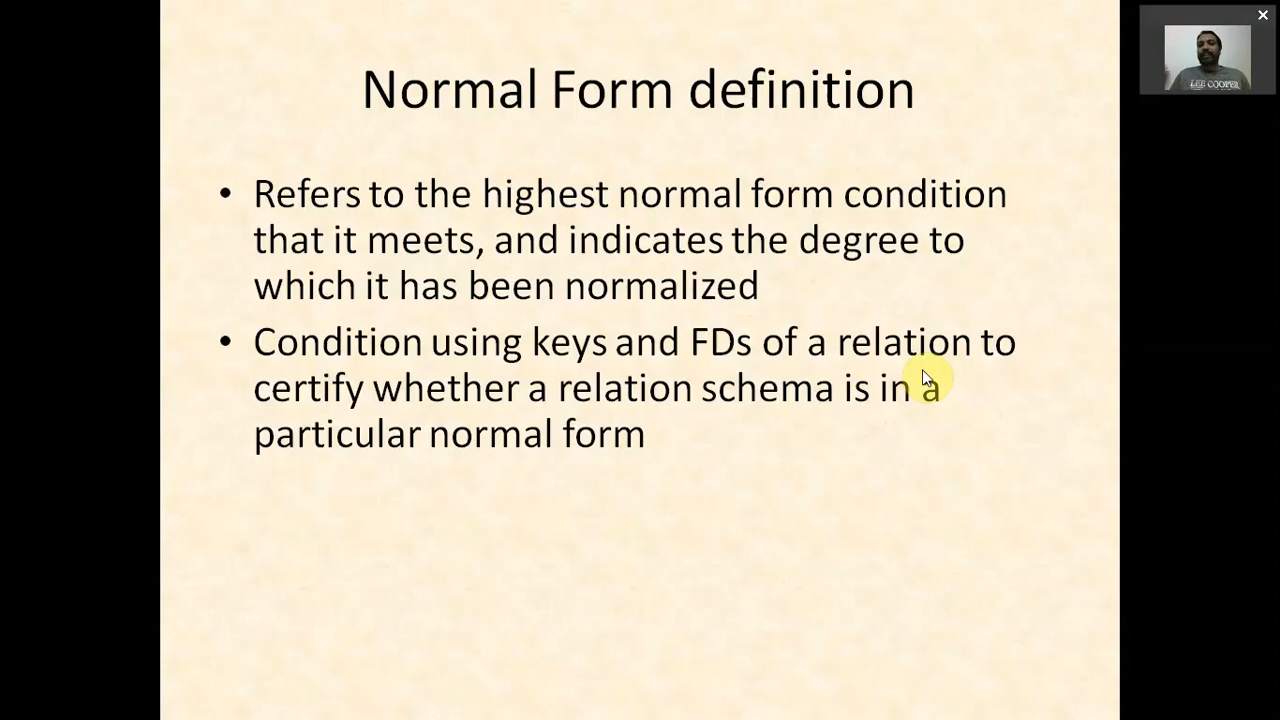 Normal Form definition
• Refers to the highest normal form condition
that it meets, and indicates the degree to
which it has been normalized
• Condition using keys and FDs of a relation to
certify whether a relation schema is in a
particular normal form
LEE COOPER